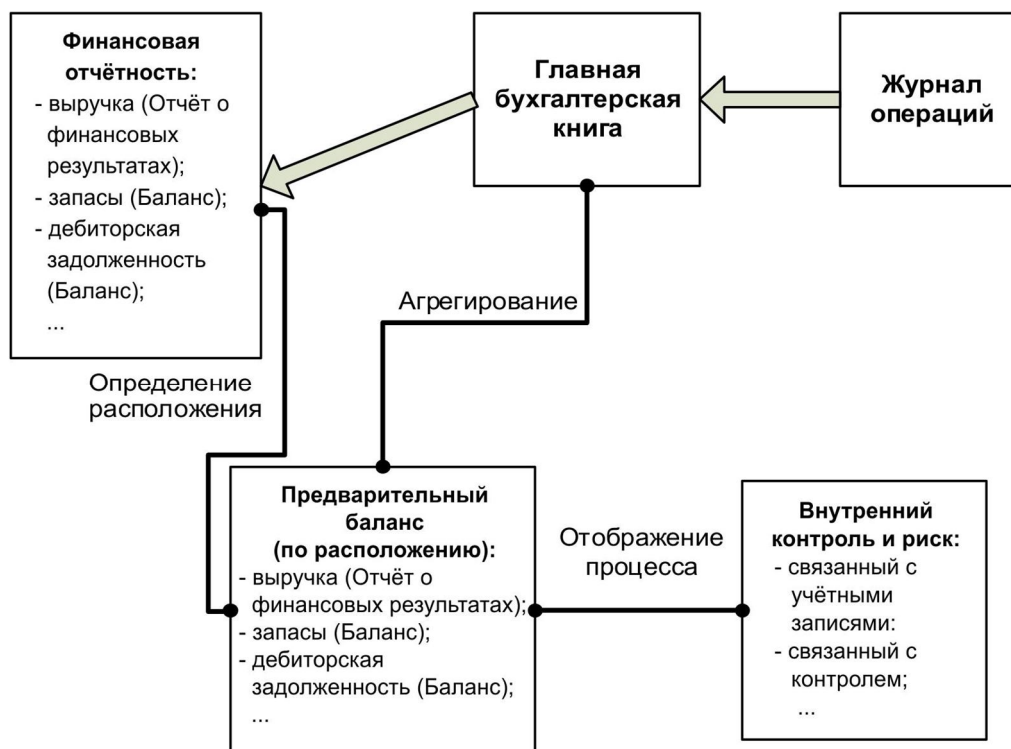 Финансовая
отчётность:
- выручка (Отчёт о
финансовых
результатах);
- запасы (Баланс);
- дебиторская
задолженность
(Баланс);
...
Главная
бухгалтерская
книга
Журнал
операций
Агрегирование
Определение
расположения
Предварительный
баланс
(по расположению):
- выручка (Отчёт о
финансовых результатах);
- запасы (Баланс);
- дебиторская
задолженность (Баланс);
...
Отображение
процесса
Внутренний
контроль и риск:
- связанный с
учётными
записями:
- связанный с
контролем;
...